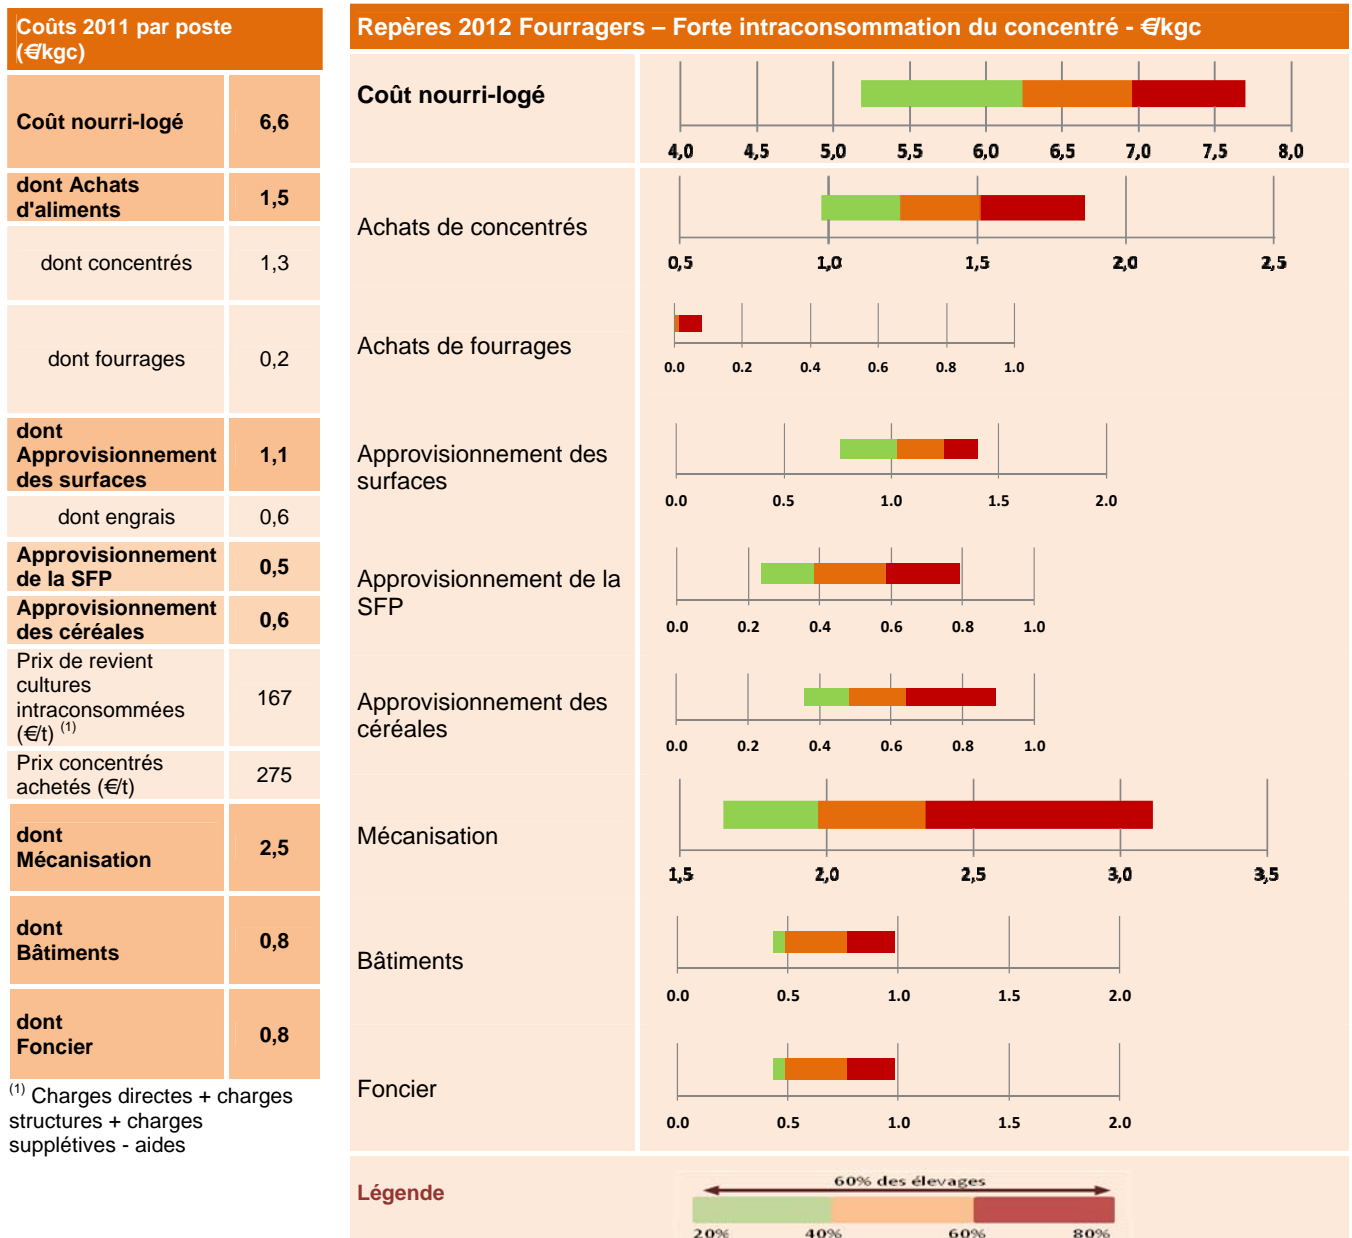 Coûts 2011 par poste
(€/kgc)
Coût nourri-logé 6,6
dont Achats
d'aliments 1,5
dont concentrés 1,3
dont fourrages 0,2
dont
Approvisionnement
des surfaces 1,1
dont engrais 0,6
Approvisionnement
de la SFP 0,5
Approvisionnement
des céréales 0,6
Prix de revient
cultures
intraconsommées
(€/t) (1) 167
Prix concentrés
achetés (€/t) 275
dont
Mécanisation 2,5
dont
Bâtiments 0,8
dont
Foncier 0,8
(1) Charges directes + charges
structures + charges
supplétives - aides
Repères 2012 Fourragers – Forte intraconsommation du concentré - €/kgc
Coût nourri-logé
4,0 4,5 5,0 5,5 6,0 6,5 7,0 7,5 8,0
Achats de concentrés
0,5 1,0 1,5 2,0 2,5
Achats de fourrages
0.0 0.2 0.4 0.6 0.8 1.0
Approvisionnement des
surfaces
0.0 0.5 1.0 1.5 2.0
Approvisionnement de la
SFP
0.0 0.2 0.4 0.6 0.8 1.0
Approvisionnement des
céréales
0.0 0.2 0.4 0.6 0.8 1.0
Mécanisation
1,5 2,0 2,5 3,0 3,5
Bâtiments
0.0 0.5 1.0 1.5 2.0
Foncier
0.0 0.5 1.0 1.5 2.0
Légende
60% des élevages
20% 40% 60% 80%